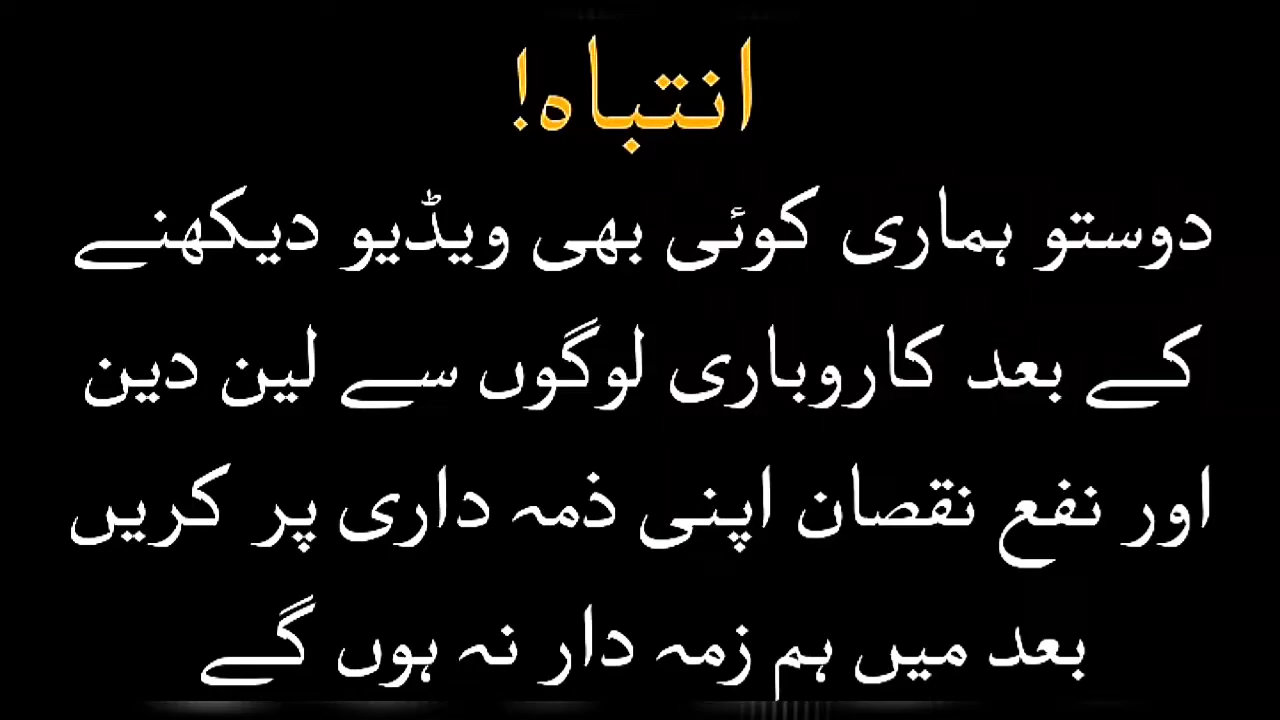 انتباہ!
دوستو ہماری کوئی بھی ویڈیو دیکھنے
کے بعد کاروباری لوگوں سے لین دین
اور نفع نقصان اپنی ذمہ داری پر کریں
بعد میں ہم زمہ دار نہ ہوں گے